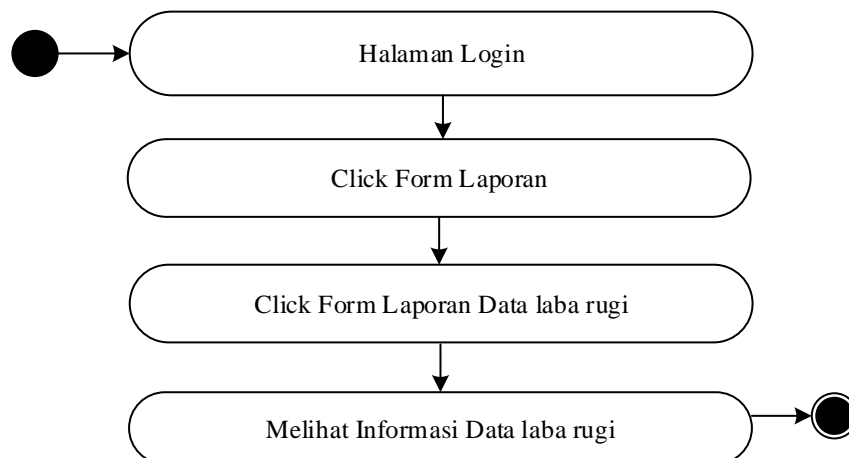 Halaman Login
Click Form Laporan
Click Form Laporan Data laba rugi
Melihat Informasi Data laba rugi